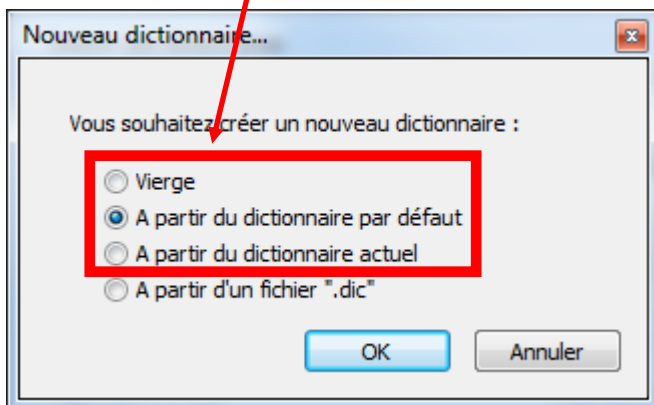 Nouveau dictionnaire...
Vous souhaitez créer un nouveau dictionnaire :
Vierge
A partir du dictionnaire par défaut
A partir du dictionnaire actuel
A partir d'un fichier ".dic"
OK Annuler